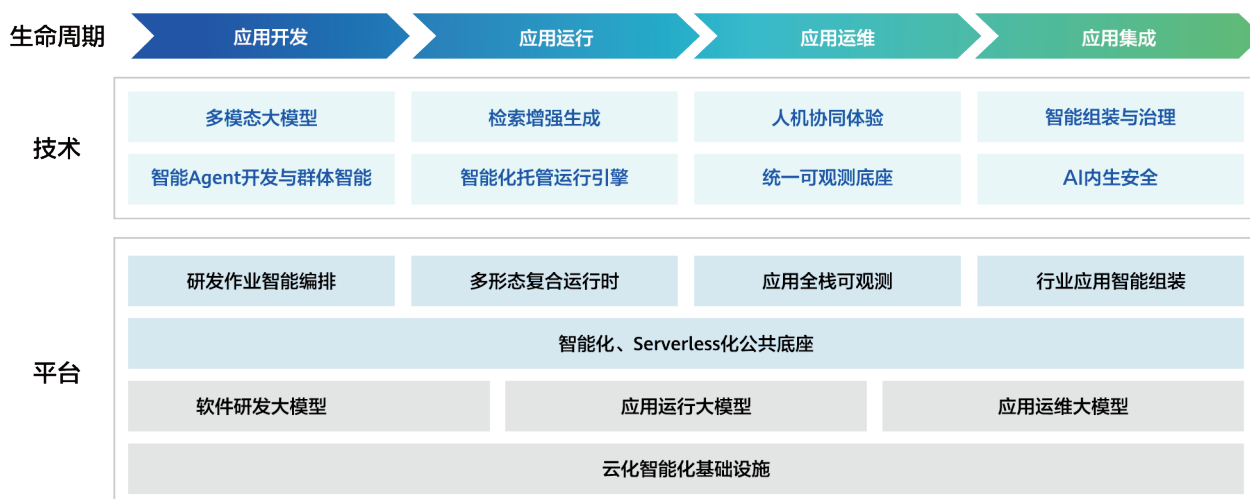 生命周期 应用开发 应用运行 应用运维 应用集成
技术
多模态大模型 检索增强生成 人机协同体验 智能组装与治理
智能Agent开发与群体智能 智能化托管运行引擎 统一可观测底座 AI内生安全
平台
研发作业智能编排 多形态复合运行时 应用全栈可观测 行业应用智能组装
智能化、Serverless化公共底座
软件研发大模型 应用运行大模型 应用运维大模型
云化智能化基础设施